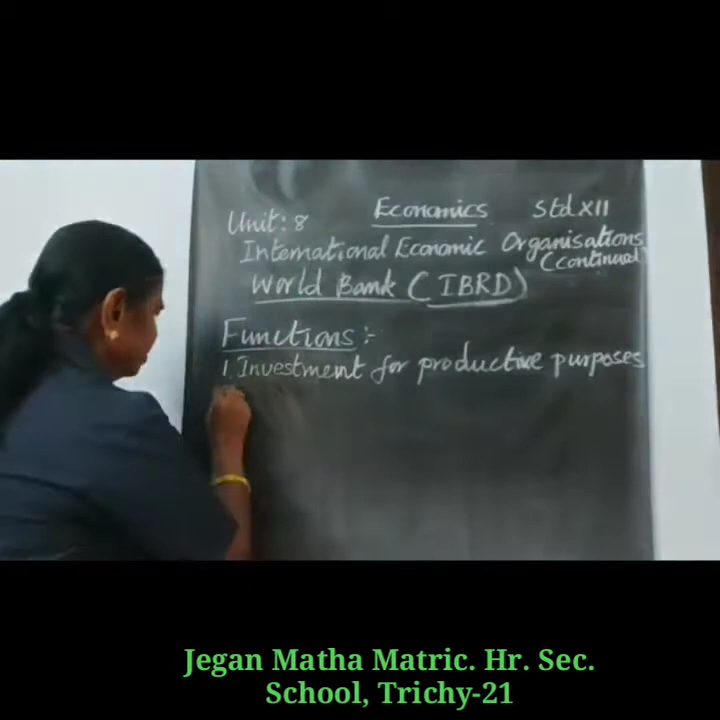 Unit: 8 Economics Std XII
International Economic Organisations
(continued)
World Bank (IBRD)
Functions :-
1. Investment for productive purposes
Jegan Matha Matric. Hr. Sec.
School, Trichy-21